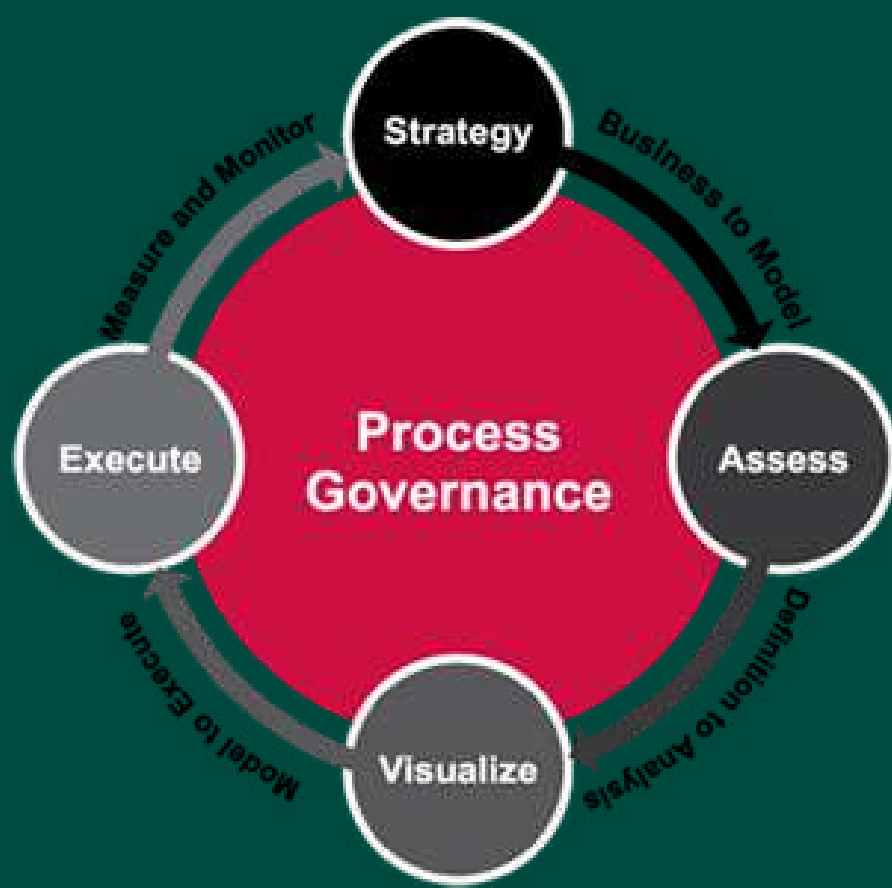 Strategy
Business to Model
Assess
Definition to Analysis
Visualize
Model to Execute
Execute
Measure and Monitor
Process
Governance